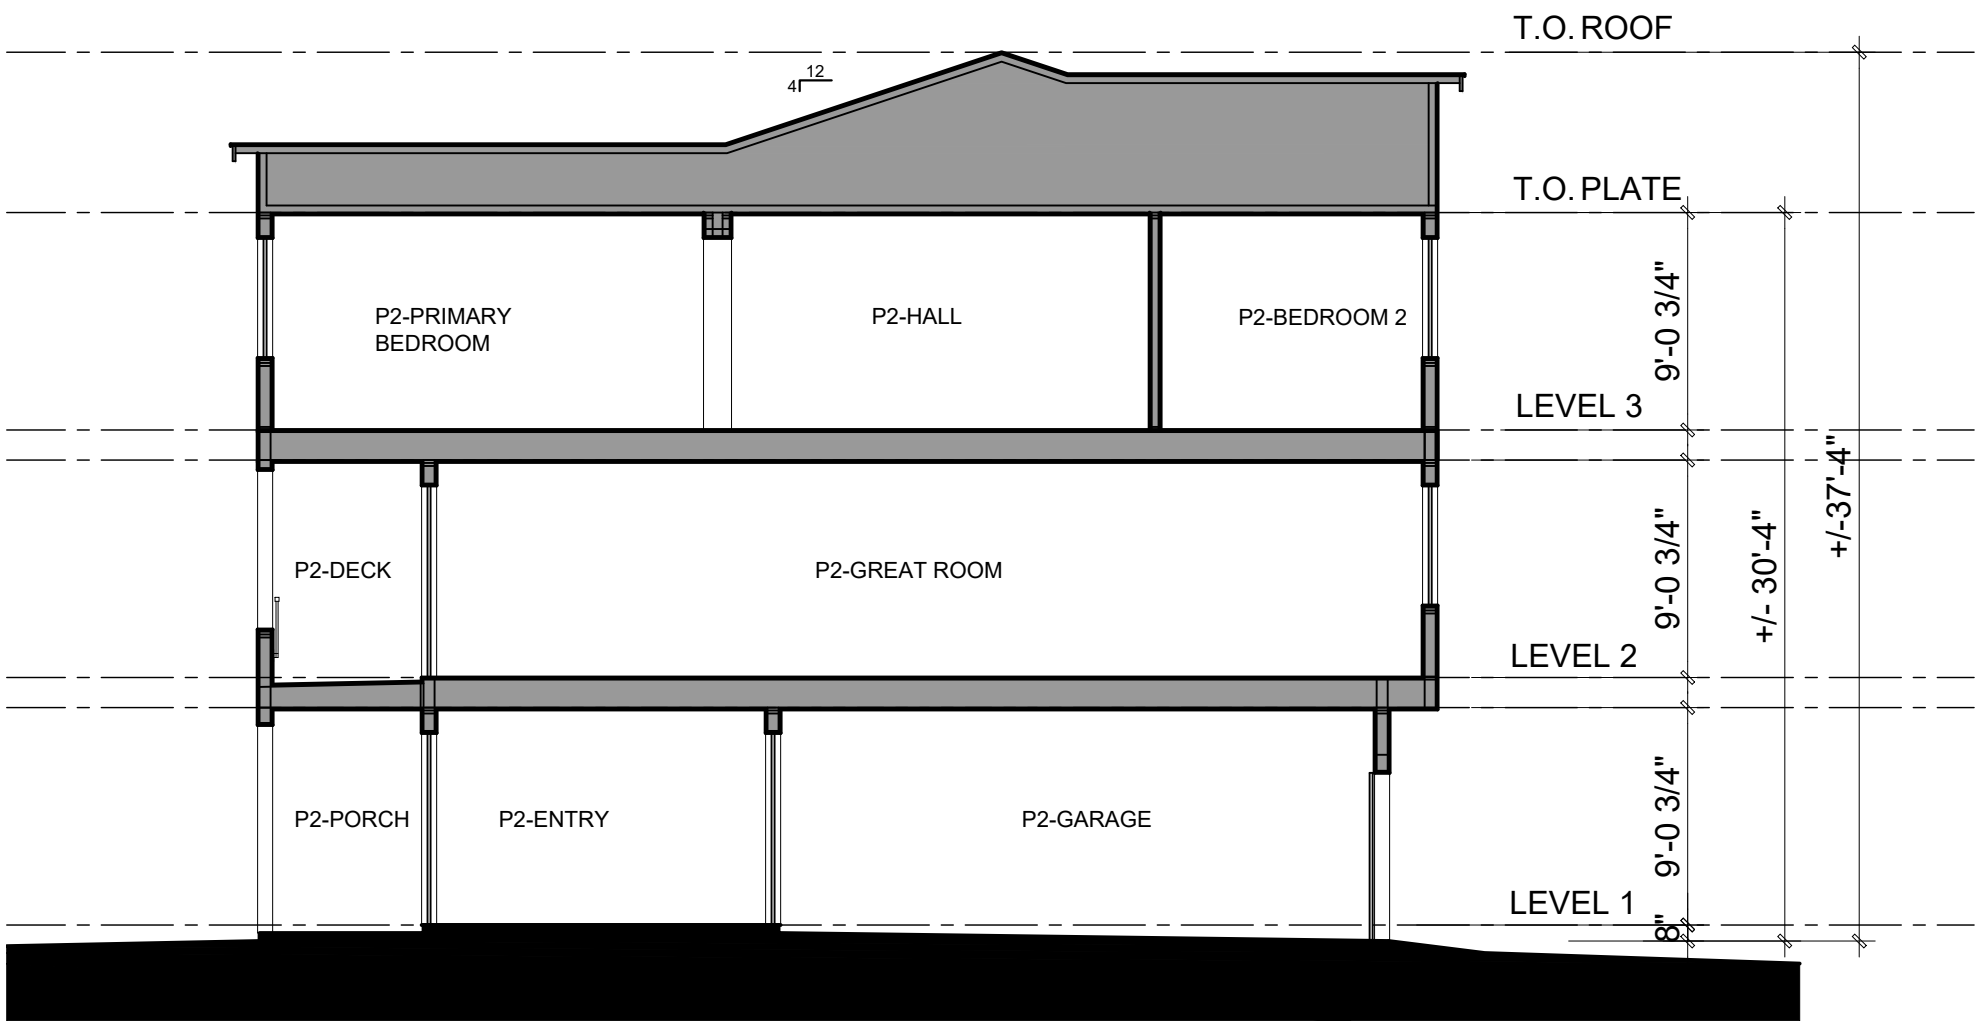 T.O. ROOF
12
4
T.O. PLATE
9'-0 3/4"
P2-PRIMARY
BEDROOM
P2-HALL
P2-BEDROOM 2
LEVEL 3
+/-37'-4"
9'-0 3/4"
+/- 30'-4"
P2-DECK
P2-GREAT ROOM
LEVEL 2
9'-0 3/4"
P2-PORCH
P2-ENTRY
P2-GARAGE
LEVEL 1
8"